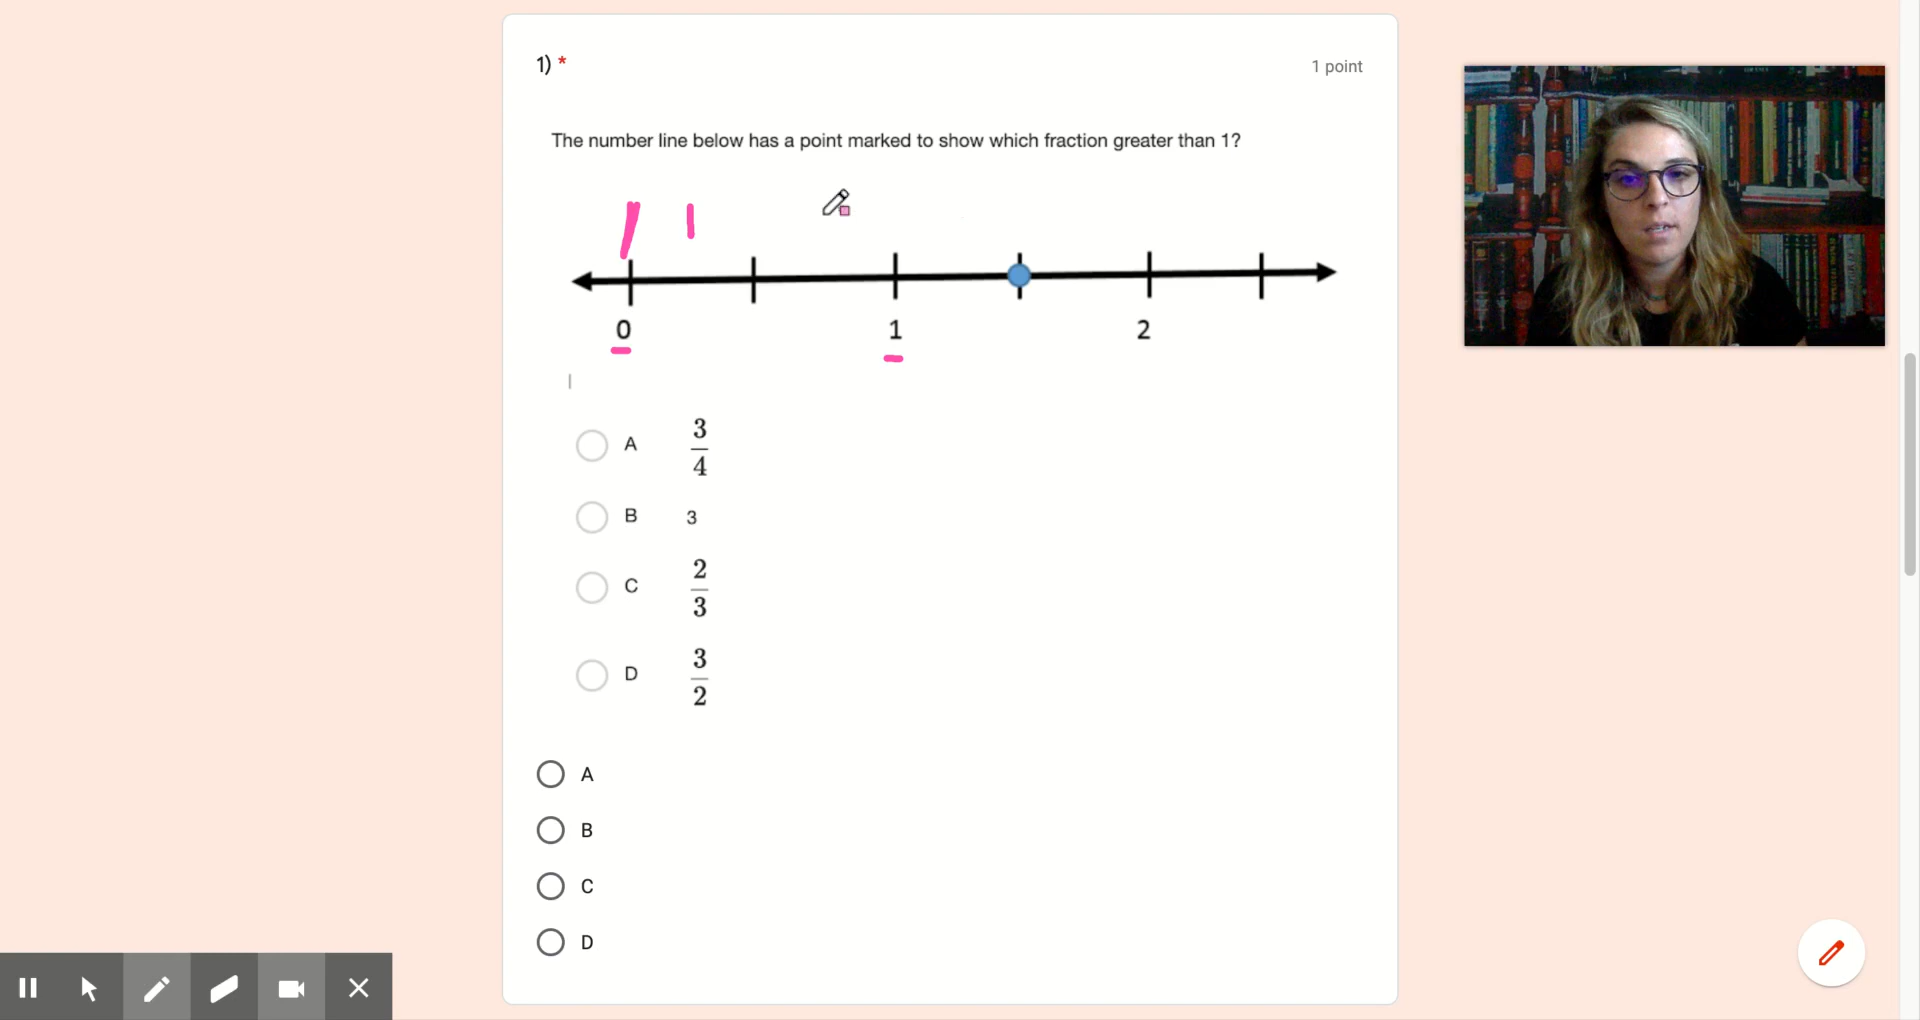 1) *
1 point
The number line below has a point marked to show which fraction greater than 1?
0 1 2
A 3/4
B 3
C 2/3
D 3/2
A
B
C
D